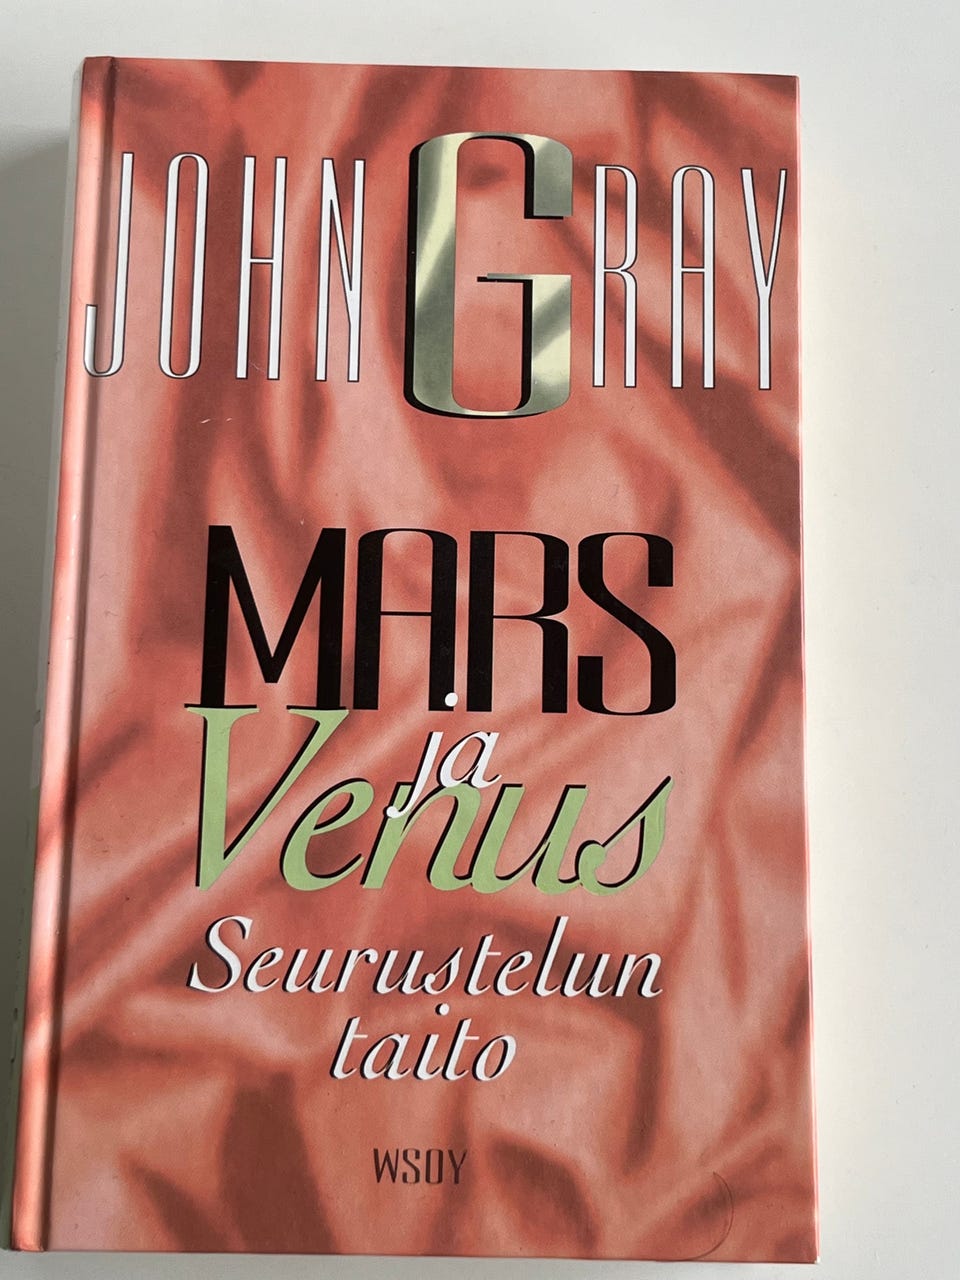 JOHN GRAY
MARS
ja
Venus
Seurustelun
taito
WSOY